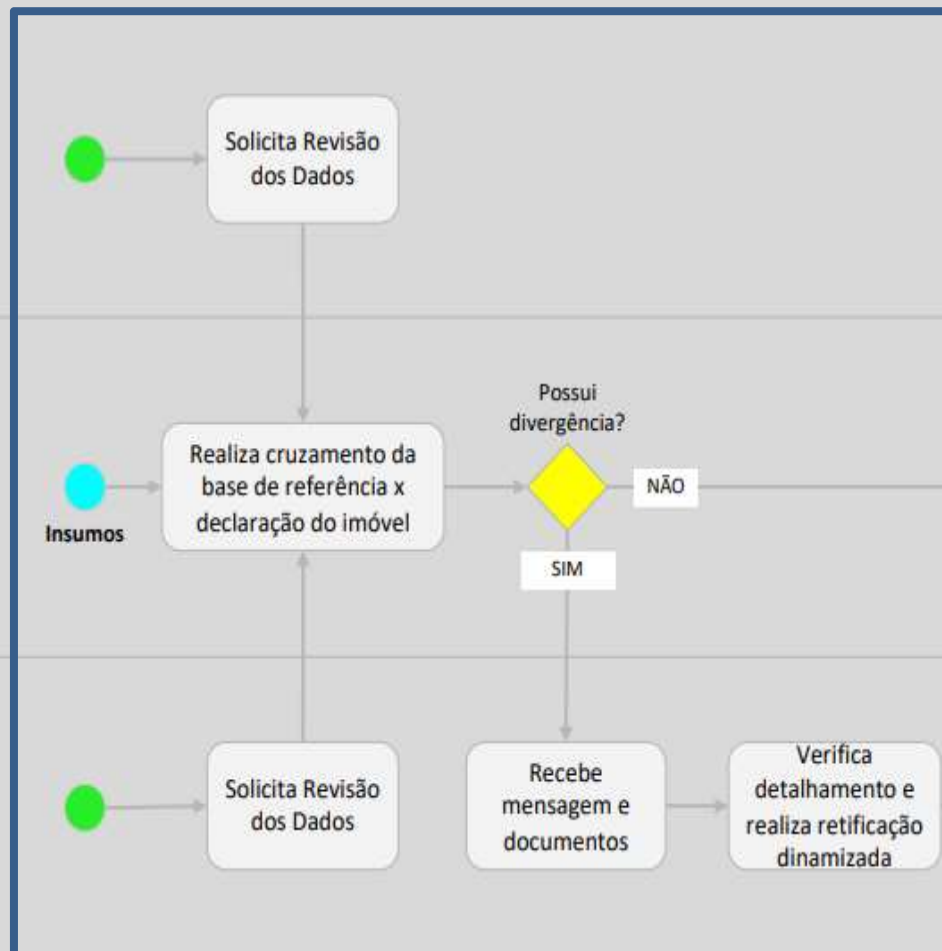 Solicita Revisão
dos Dados
Possui
divergência?
Realiza cruzamento da
base de referência x
declaração do imóvel
NÃO
Insumos
SIM
Solicita Revisão
dos Dados
Recebe
mensagem e
documentos
Verifica
detalhamento e
realiza retificação
dinamizada